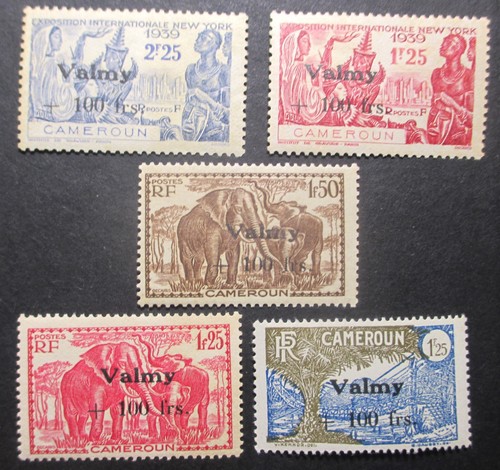 EXPOSITION INTERNATIONALE NEW YORK
1939
2F25
Valmy
+ 100 frs.
POSTES RF
CAMEROUN
EXPOSITION INTERNATIONALE NEW YORK
1939
1F25
Valmy
+ 100 frs.
POSTES RF
CAMEROUN
POSTES
RF
1F50
Valmy
+ 100 frs.
CAMEROUN
POSTES
RF
1F25
Valmy
+ 100 frs.
CAMEROUN
RF
CAMEROUN
1F25
Valmy
+ 100 frs.